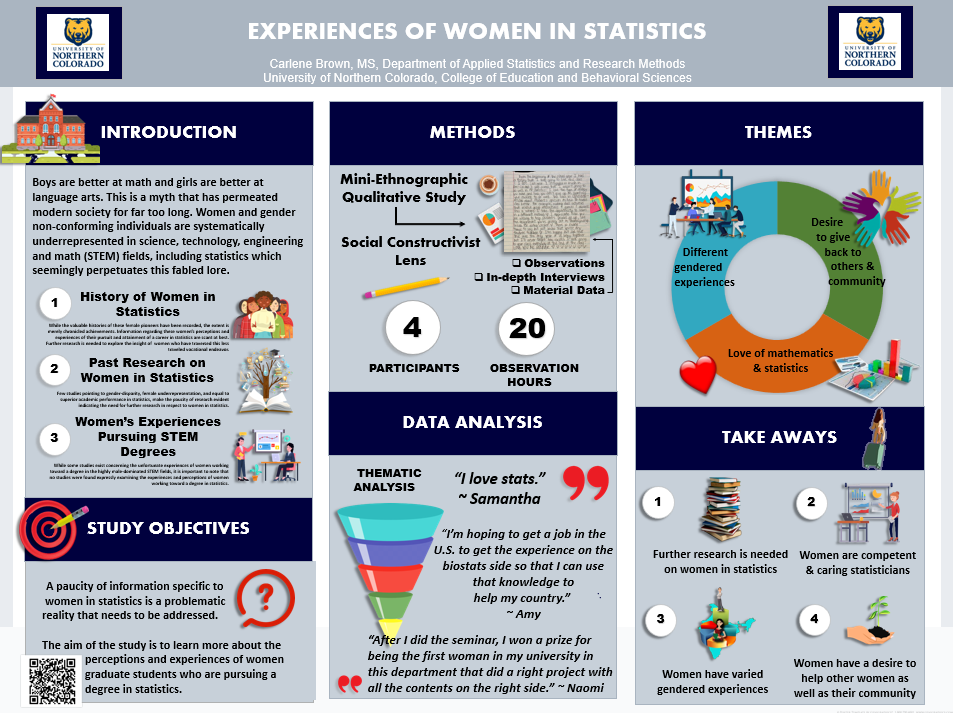 EXPERIENCES OF WOMEN IN STATISTICS
Carlene Brown, MS, Department of Applied Statistics and Research Methods
University of Northern Colorado, College of Education and Behavioral Sciences
UNIVERSITY OF
NORTHERN
COLORADO
UNIVERSITY OF
NORTHERN
COLORADO
INTRODUCTION
Boys are better at math and girls are better at
language arts. This is a myth that has permeated
modern society for far too long. Women and gender
non-conforming individuals are systematically
underrepresented in science, technology, engineering
and math (STEM) fields, including statistics which
seemingly perpetuates this fabled lore.
1
History of Women in
Statistics
While the valuable histories of these female pioneers have been recorded, the extent is
merely chronicled achievements. Information regarding these women's perceptions and
experiences of their pursuit and attainment of a career in statistics are scant at best.
Further research is needed to explore the insight of women who have traversed this less
traveled vocational endeavor.
2
Past Research on
Women in Statistics
Few studies pointing to gender-disparity, female underrepresentation, and equal to
superior academic performance in statistics, make the paucity of research evident
indicating the need for further research in respect to women in statistics.
3
Women’s Experiences
Pursuing STEM
Degrees
While some studies exist concerning the unfortunate experiences of women working
toward a degree in the highly male-dominated STEM fields, it is important to note that
no studies were found expressly examining the experiences and perceptions of women
working toward a degree in statistics.
STUDY OBJECTIVES
A paucity of information specific to
women in statistics is a problematic
reality that needs to be addressed.
?
The aim of the study is to learn more about the
perceptions and experiences of women
graduate students who are pursuing a
degree in statistics.
METHODS
Mini-Ethnographic
Qualitative Study
Social Constructivist
Lens
❑ Observations
❑ In-depth Interviews
❑ Material Data
4
20
PARTICIPANTS
OBSERVATION
HOURS
DATA ANALYSIS
THEMATIC
ANALYSIS
“I love stats.”
~ Samantha
“I’m hoping to get a job in the
U.S. to get the experience on the
biostats side so that I can use
that knowledge to
help my country.”
~ Amy
“After I did the seminar, I won a prize for
being the first woman in my university in
this department that did a right project with
all the contents on the right side.” ~ Naomi
THEMES
Different
gendered
experiences
Desire
to give
back to
others &
community
Love of mathematics
& statistics
TAKE AWAYS
1
Further research is needed
on women in statistics
2
Women are competent
& caring statisticians
3
Women have varied
gendered experiences
4
Women have a desire to
help other women as
well as their community